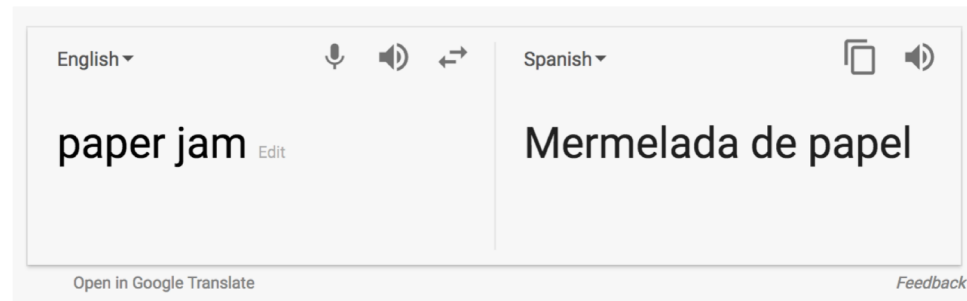 English Spanish
paper jam Edit Mermelada de papel
Open in Google Translate Feedback